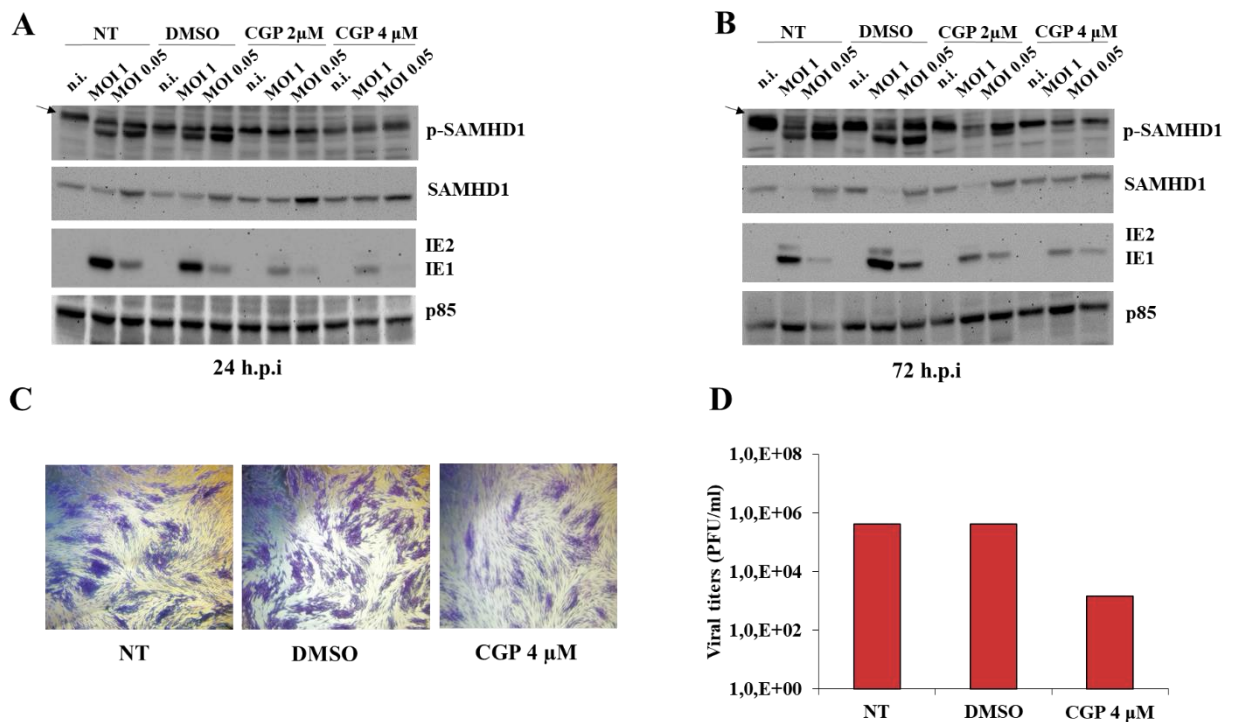 A
NT DMSO CGP 2µM CGP 4 µM
n.i. MOI 1 MOI 0.05 n.i. MOI 1 MOI 0.05 n.i. MOI 1 MOI 0.05 n.i. MOI 1 MOI 0.05
p-SAMHD1
SAMHD1
IE2
IE1
p85
24 h.p.i
B
NT DMSO CGP 2µM CGP 4 µM
n.i. MOI 1 MOI 0.05 n.i. MOI 1 MOI 0.05 n.i. MOI 1 MOI 0.05 n.i. MOI 1 MOI 0.05
p-SAMHD1
SAMHD1
IE2
IE1
p85
72 h.p.i
C
NT DMSO CGP 4 µM
D
Viral titers (PFU/ml)
1,0,E+08
1,0,E+06
1,0,E+04
1,0,E+02
1,0,E+00
NT DMSO CGP 4 µM